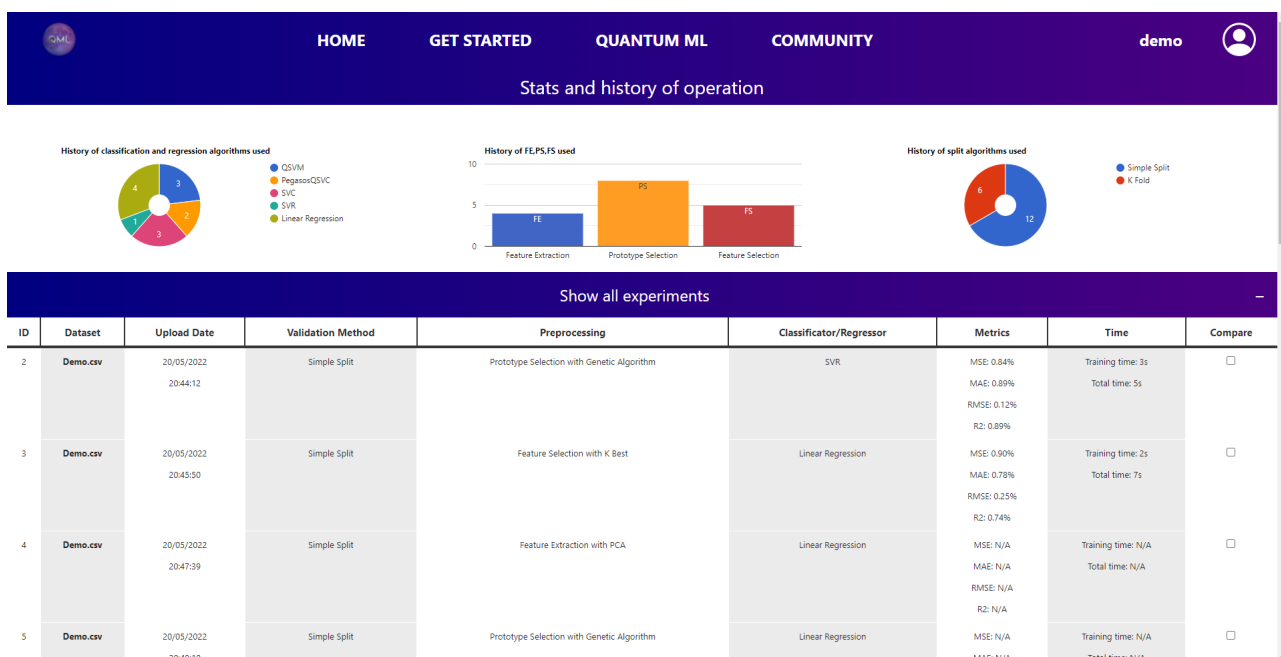 QML
HOME GET STARTED QUANTUM ML COMMUNITY demo
Stats and history of operation
History of classification and regression algorithms used
4
3
2
3
1
QSVM
PegasosQSVC
SVC
SVR
Linear Regression
History of FE,PS,FS used
10
5
0
FE
PS
FS
Feature Extraction Prototype Selection Feature Selection
History of split algorithms used
6
12
Simple Split
K Fold
Show all experiments –
ID Dataset Upload Date Validation Method Preprocessing Classificator/Regressor Metrics Time Compare
2 Demo.csv 20/05/2022 Simple Split Prototype Selection with Genetic Algorithm SVR MSE: 0.84% Training time: 3s
20:44:12 MAE: 0.89% Total time: 5s
RMSE: 0.12%
R2: 0.89%
3 Demo.csv 20/05/2022 Simple Split Feature Selection with K Best Linear Regression MSE: 0.90% Training time: 2s
20:45:50 MAE: 0.78% Total time: 7s
RMSE: 0.25%
R2: 0.74%
4 Demo.csv 20/05/2022 Simple Split Feature Extraction with PCA Linear Regression MSE: N/A Training time: N/A
20:47:39 MAE: N/A Total time: N/A
RMSE: N/A
R2: N/A
5 Demo.csv 20/05/2022 Simple Split Prototype Selection with Genetic Algorithm Linear Regression MSE: N/A Training time: N/A
MAE: N/A Total time: N/A